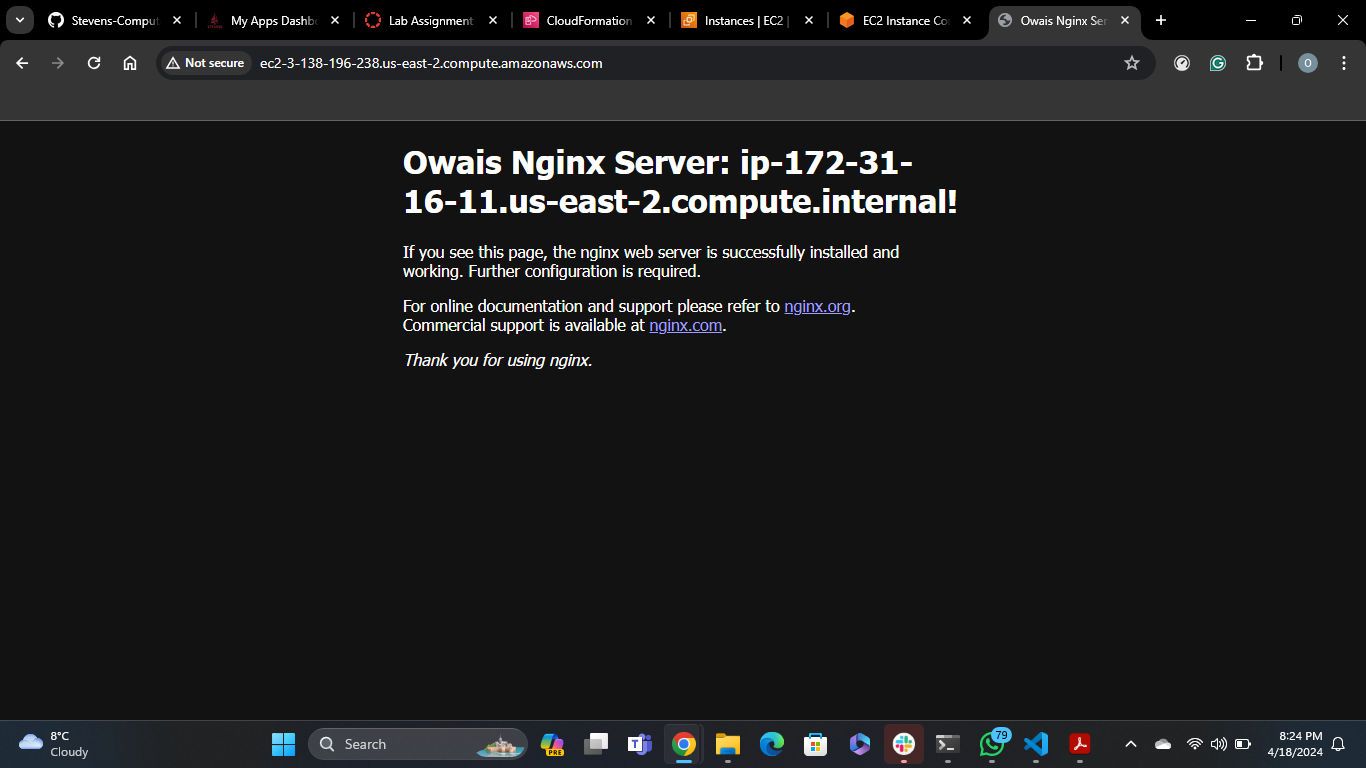 Stevens-Comput
My Apps Dashbo
Lab Assignment
CloudFormation
Instances | EC2 |
EC2 Instance Co
Owais Nginx Ser
Not secure
ec2-3-138-196-238.us-east-2.compute.amazonaws.com
O
Owais Nginx Server: ip-172-31-
16-11.us-east-2.compute.internal!
If you see this page, the nginx web server is successfully installed and
working. Further configuration is required.
For online documentation and support please refer to nginx.org.
Commercial support is available at nginx.com.
Thank you for using nginx.
8°C
Cloudy
Search
PRE
79
8:24 PM
4/18/2024